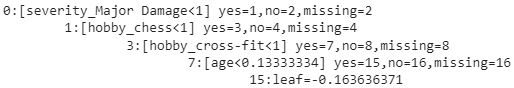 0:[severity_Major Damage<1] yes=1,no=2,missing=2
1:[hobby_chess<1] yes=3,no=4,missing=4
3:[hobby_cross-fit<1] yes=7,no=8,missing=8
7:[age<0.13333334] yes=15,no=16,missing=16
15:leaf=-0.163636371